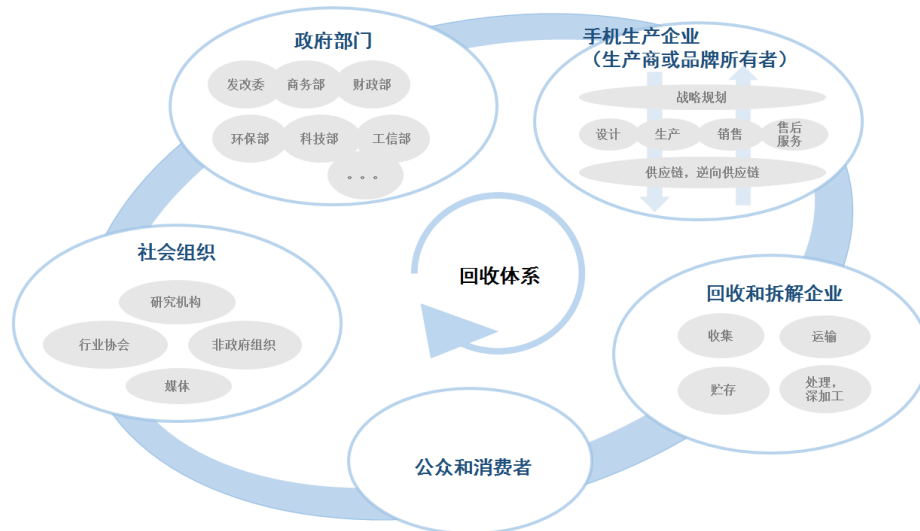 政府部门
发改委
商务部
财政部
环保部
科技部
工信部
。。。
手机生产企业
（生产商或品牌所有者）
战略规划
设计
生产
销售
售后
服务
供应链，逆向供应链
社会组织
研究机构
行业协会
非政府组织
媒体
回收体系
回收和拆解企业
收集
运输
贮存
处理，
深加工
公众和消费者